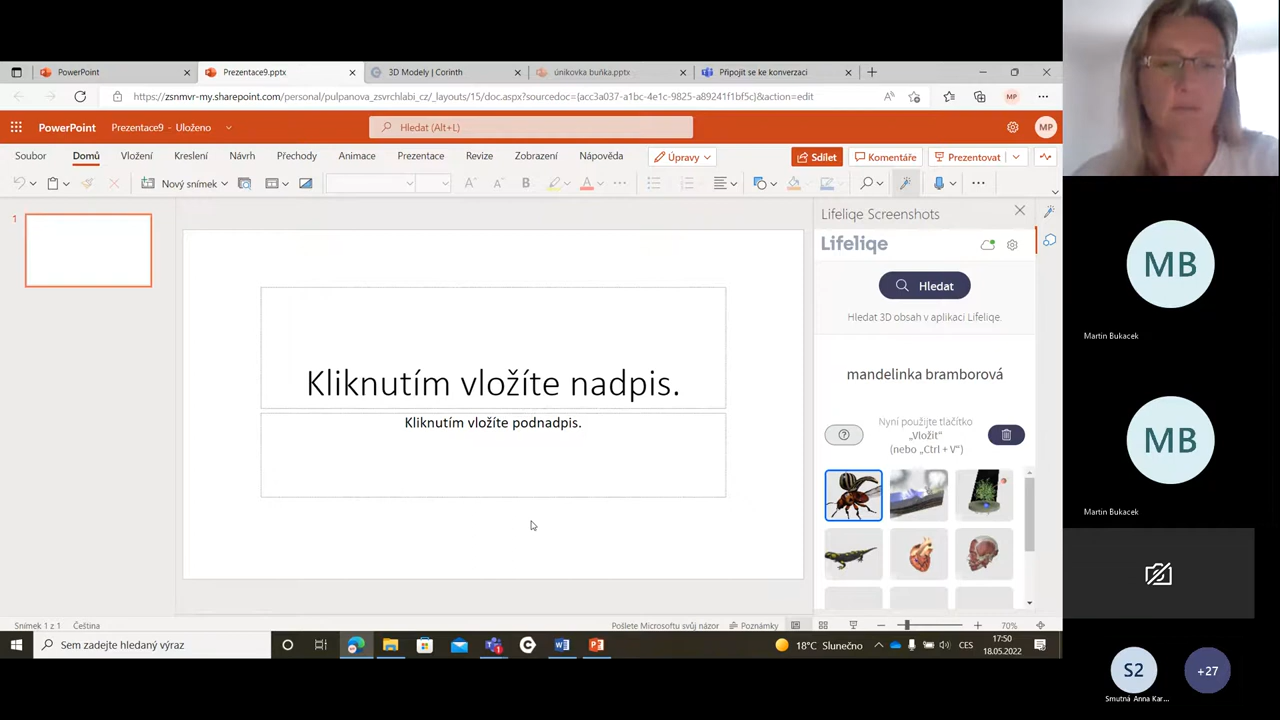 PowerPoint
Prezentace9.pptx
3D Modely | Corinth
únikovka buňka.pptx
Připojit se ke konverzaci
https://zsnmvr-my.sharepoint.com/personal/pulpanova_zsvrchlabi_cz/_layouts/15/doc.aspx?sourcedoc={acc3a037-a1bc-4e1c-9825-a89241f1bf5c}&action=edit
MP
PowerPoint
Prezentace9 - Uloženo
Hledat (Alt+L)
MP
Soubor
Domů
Vložení
Kreslení
Návrh
Přechody
Animace
Prezentace
Revize
Zobrazení
Nápověda
Úpravy
Sdílet
Komentáře
Prezentovat
Nový snímek
B
A
1
Kliknutím vložíte nadpis.
Kliknutím vložíte podnadpis.
Lifeliqe Screenshots
Lifeliqe
Hledat
Hledat 3D obsah v aplikaci Lifeliqe.
mandelinka bramborová
Nyní použijte tlačítko
„Vložit“
(nebo „Ctrl + V“)
Snímek 1 z 1
Čeština
Pošlete Microsoftu svůj názor
Poznámky
70%
Sem zadejte hledaný výraz
18°C Slunečno
CES
17:50
18.05.2022
MB
Martin Bukacek
MB
Martin Bukacek
S2
Smutná Anna Kar...
+27